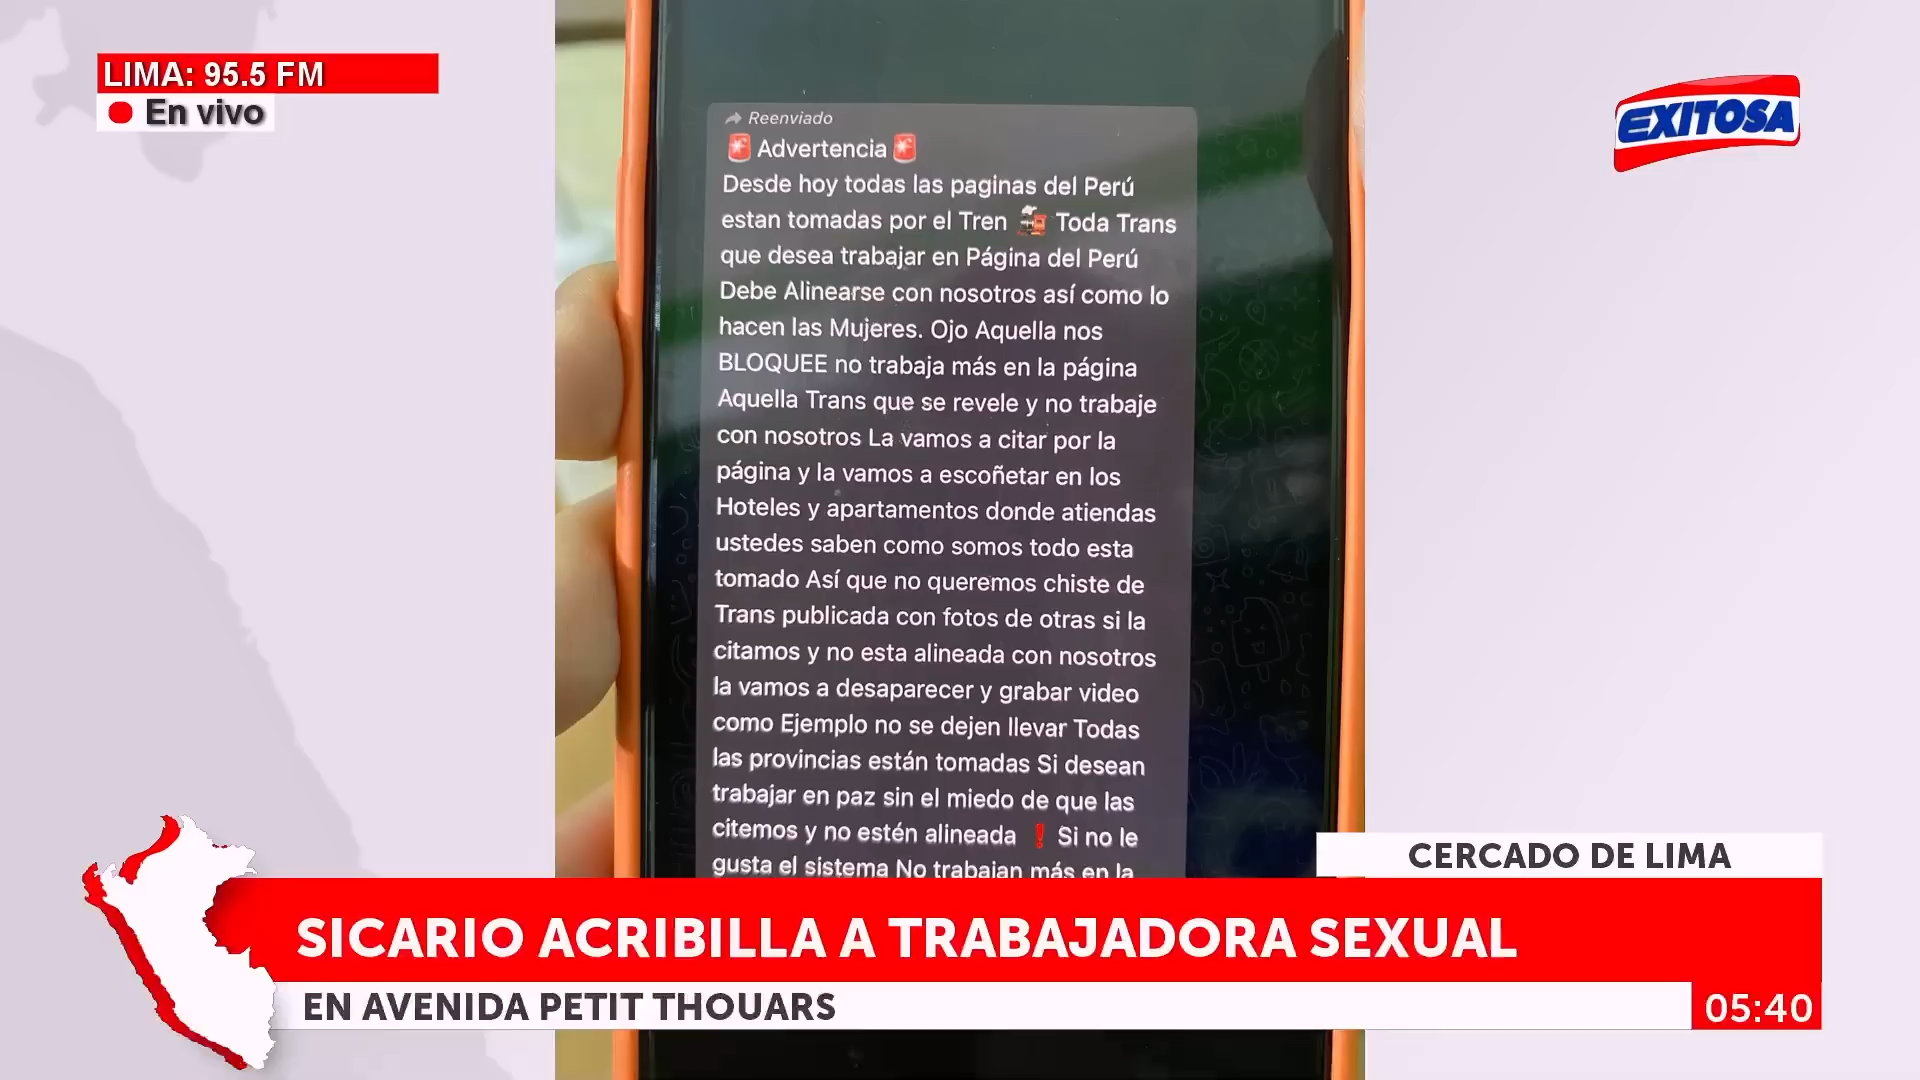 LIMA: 95.5 FM
En vivo
EXITOSA
Reenviado
🚨 Advertencia 🚨
Desde hoy todas las paginas del Perú
estan tomadas por el Tren 🚂 Toda Trans
que desea trabajar en Página del Perú
Debe Alinearse con nosotros así como lo
hacen las Mujeres. Ojo Aquella nos
BLOQUEE no trabaja más en la página
Aquella Trans que se revele y no trabaje
con nosotros La vamos a citar por la
página y la vamos a escoñetar en los
Hoteles y apartamentos donde atiendas
ustedes saben como somos todo esta
tomado Así que no queremos chiste de
Trans publicada con fotos de otras si la
citamos y no esta alineada con nosotros
la vamos a desaparecer y grabar video
como Ejemplo no se dejen llevar Todas
las provincias están tomadas Si desean
trabajar en paz sin el miedo de que las
citemos y no estén alineada ❗ Si no le
gusta el sistema No trabajan más en la
CERCADO DE LIMA
SICARIO ACRIBILLA A TRABAJADORA SEXUAL
EN AVENIDA PETIT THOUARS
05:40